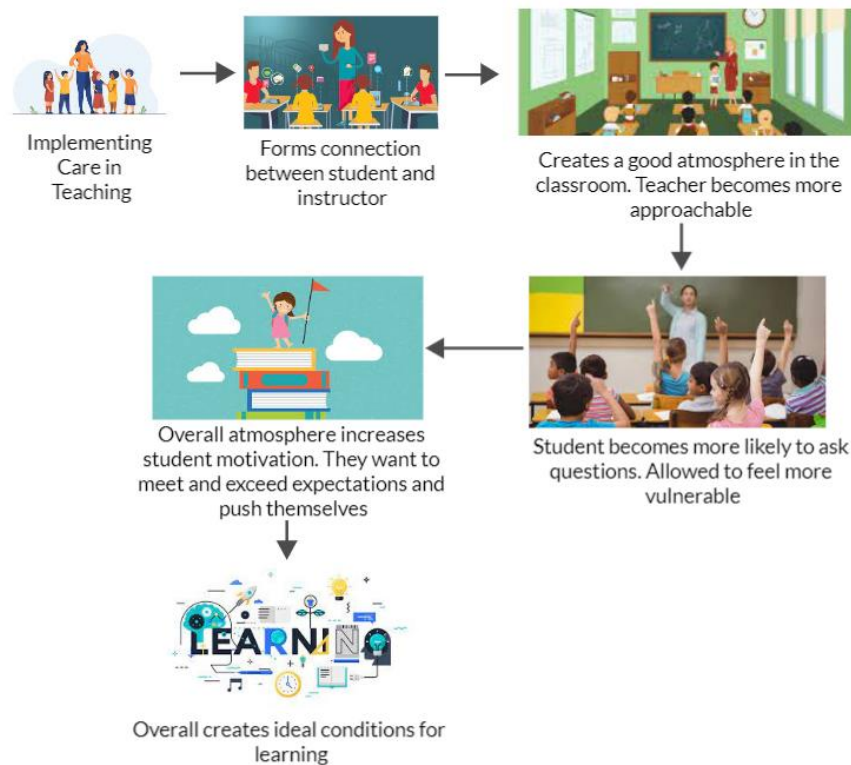 Implementing
Care in
Teaching
Forms connection
between student and
instructor
Creates a good atmosphere in the
classroom. Teacher becomes more
approachable
Student becomes more likely to ask
questions. Allowed to feel more
vulnerable
Overall atmosphere increases
student motivation. They want to
meet and exceed expectations and
push themselves
LEARNIN
Overall creates ideal conditions for
learning